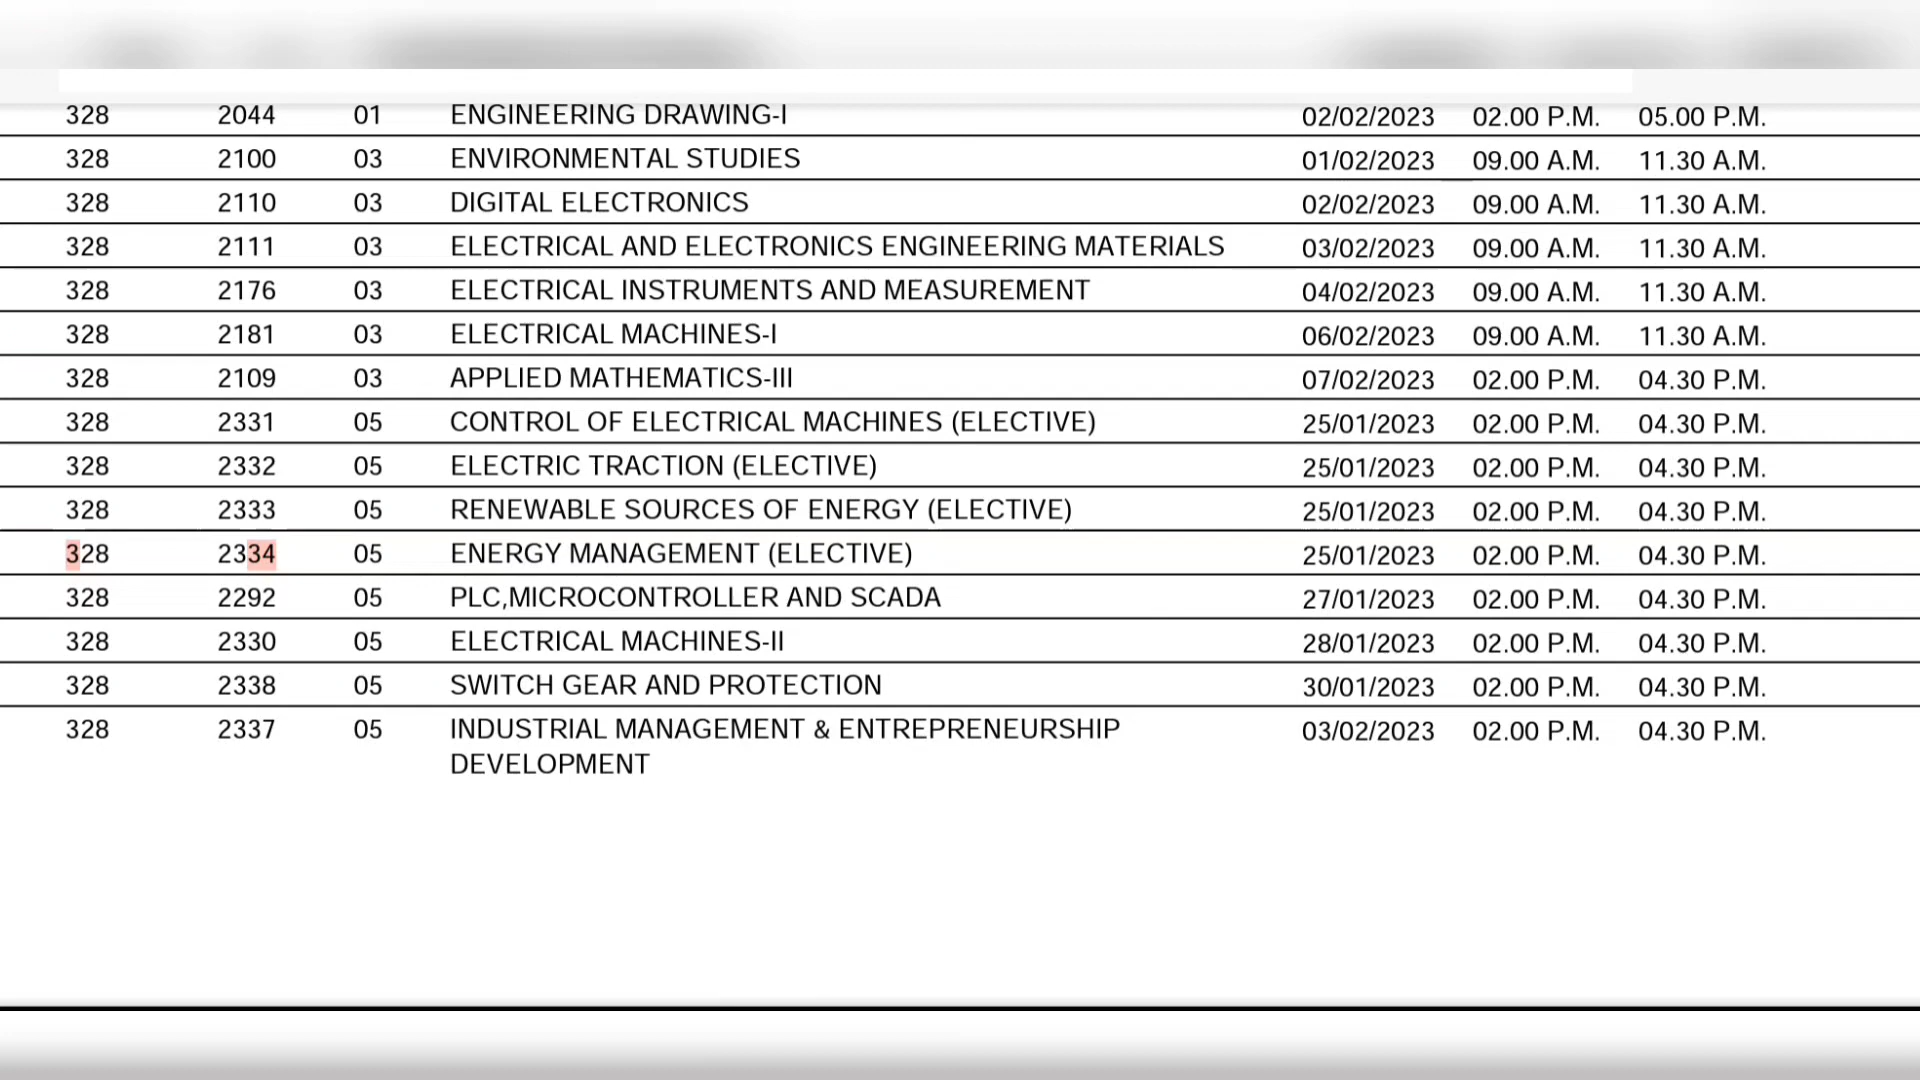 328 2044 01 ENGINEERING DRAWING-I 02/02/2023 02.00 P.M. 05.00 P.M.
328 2100 03 ENVIRONMENTAL STUDIES 01/02/2023 09.00 A.M. 11.30 A.M.
328 2110 03 DIGITAL ELECTRONICS 02/02/2023 09.00 A.M. 11.30 A.M.
328 2111 03 ELECTRICAL AND ELECTRONICS ENGINEERING MATERIALS 03/02/2023 09.00 A.M. 11.30 A.M.
328 2176 03 ELECTRICAL INSTRUMENTS AND MEASUREMENT 04/02/2023 09.00 A.M. 11.30 A.M.
328 2181 03 ELECTRICAL MACHINES-I 06/02/2023 09.00 A.M. 11.30 A.M.
328 2109 03 APPLIED MATHEMATICS-III 07/02/2023 02.00 P.M. 04.30 P.M.
328 2331 05 CONTROL OF ELECTRICAL MACHINES (ELECTIVE) 25/01/2023 02.00 P.M. 04.30 P.M.
328 2332 05 ELECTRIC TRACTION (ELECTIVE) 25/01/2023 02.00 P.M. 04.30 P.M.
328 2333 05 RENEWABLE SOURCES OF ENERGY (ELECTIVE) 25/01/2023 02.00 P.M. 04.30 P.M.
328 2334 05 ENERGY MANAGEMENT (ELECTIVE) 25/01/2023 02.00 P.M. 04.30 P.M.
328 2292 05 PLC,MICROCONTROLLER AND SCADA 27/01/2023 02.00 P.M. 04.30 P.M.
328 2330 05 ELECTRICAL MACHINES-II 28/01/2023 02.00 P.M. 04.30 P.M.
328 2338 05 SWITCH GEAR AND PROTECTION 30/01/2023 02.00 P.M. 04.30 P.M.
328 2337 05 INDUSTRIAL MANAGEMENT & ENTREPRENEURSHIP 03/02/2023 02.00 P.M. 04.30 P.M.
DEVELOPMENT